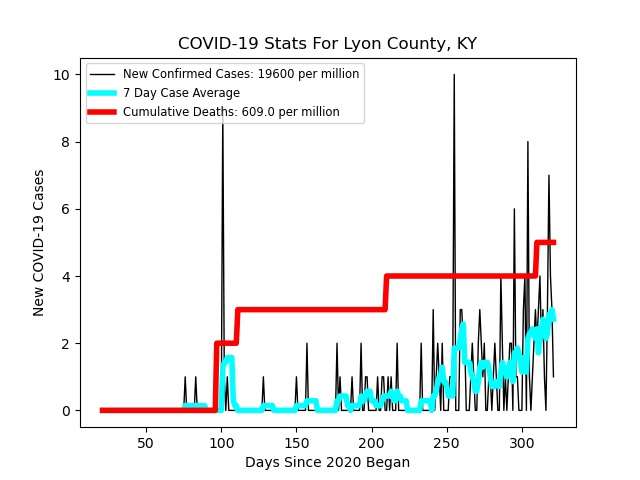 COVID-19 Stats For Lyon County, KY
New Confirmed Cases: 19600 per million
7 Day Case Average
Cumulative Deaths: 609.0 per million
New COVID-19 Cases
10
8
6
4
2
0
50 100 150 200 250 300
Days Since 2020 Began